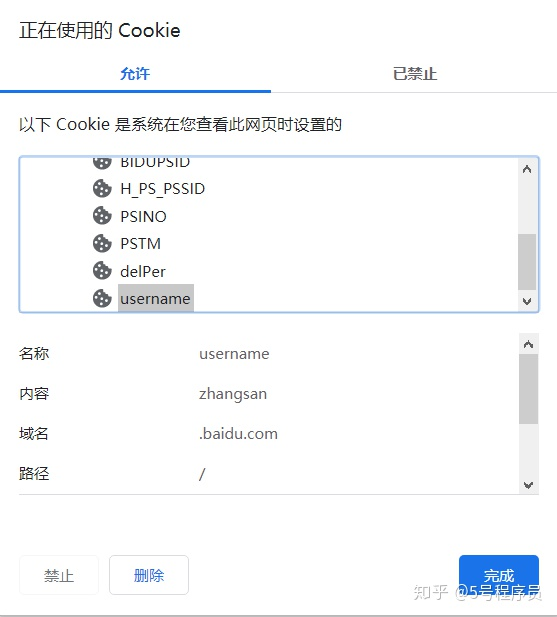 正在使用的 Cookie
允许 已禁止
以下 Cookie 是系统在您查看此网页时设置的
BIDUPSID
H_PS_PSSID
PSINO
PSTM
delPer
username
名称 username
内容 zhangsan
域名 .baidu.com
路径 /
禁止 删除 完成
知乎 @5号程序员